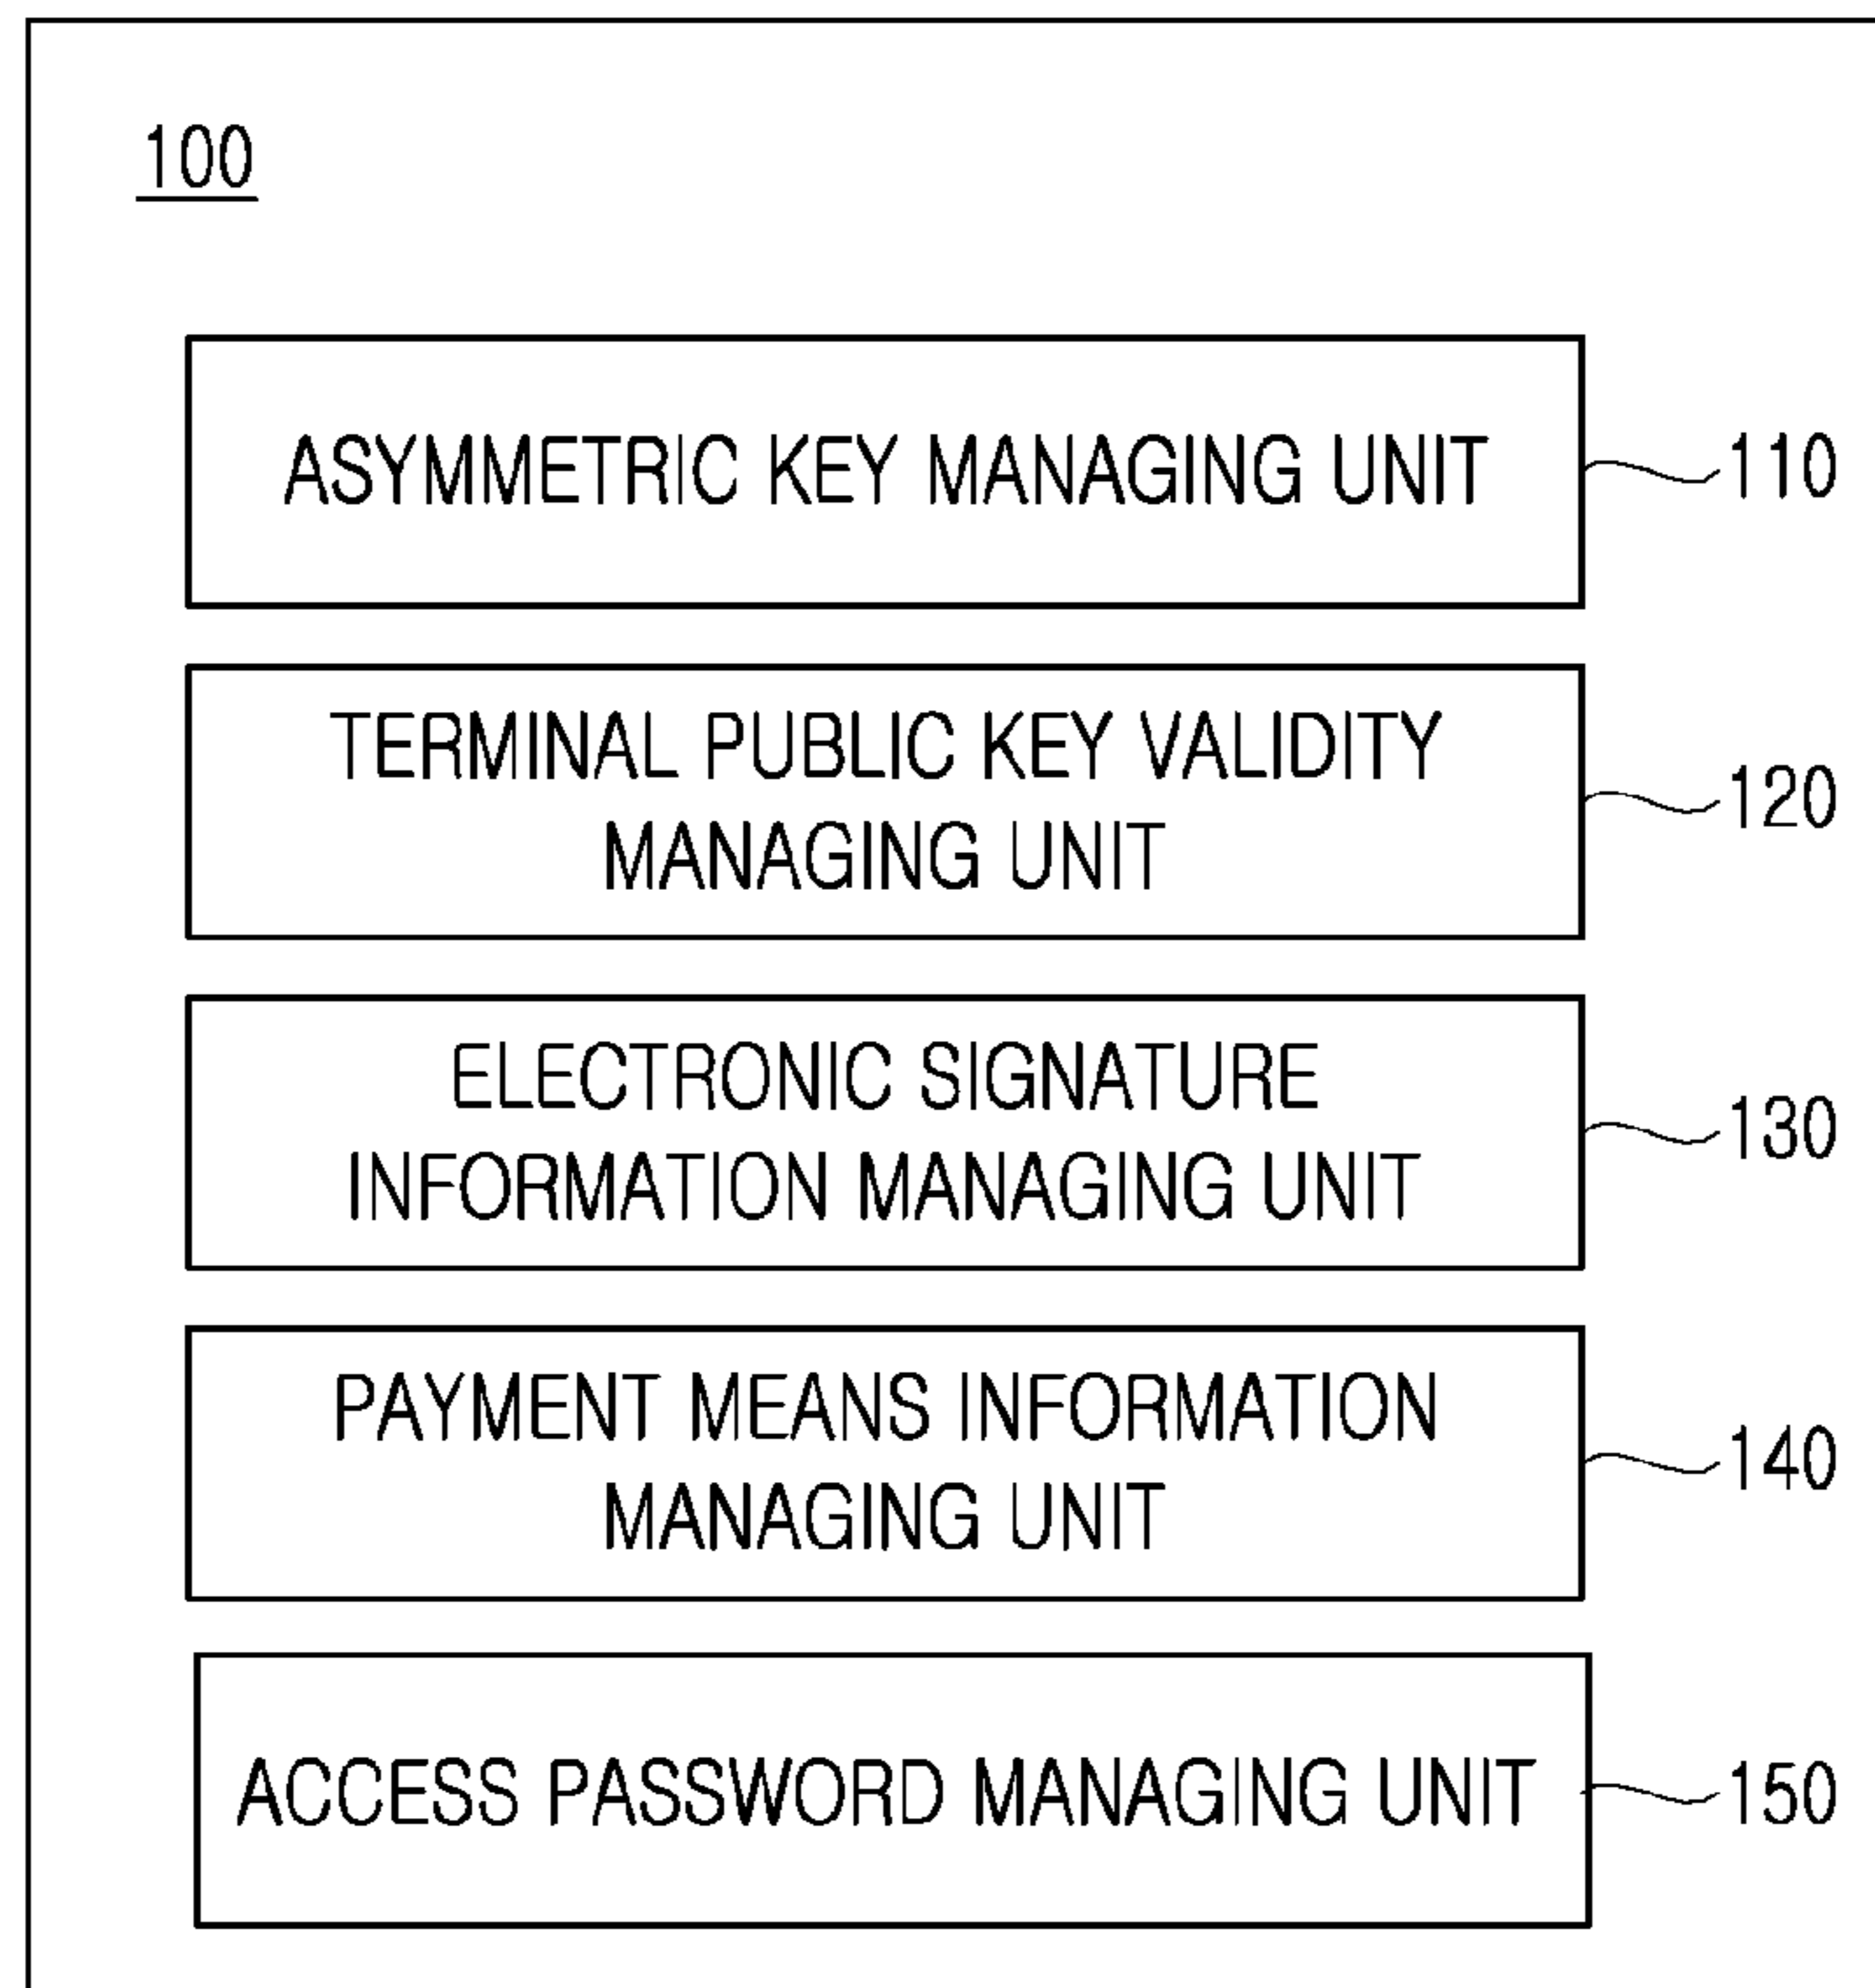 100
ASYMMETRIC KEY MANAGING UNIT
110
TERMINAL PUBLIC KEY VALIDITY
MANAGING UNIT
120
ELECTRONIC SIGNATURE
INFORMATION MANAGING UNIT
130
PAYMENT MEANS INFORMATION
MANAGING UNIT
140
ACCESS PASSWORD MANAGING UNIT
150